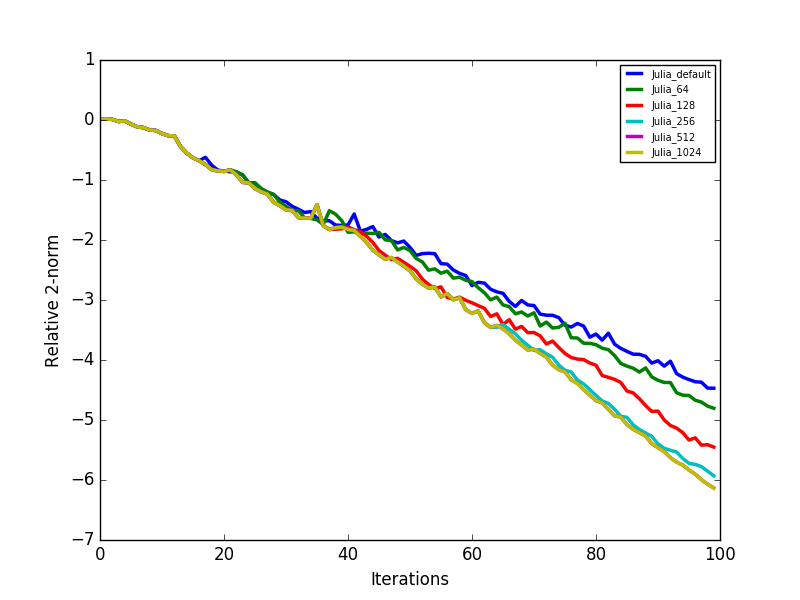 1
0
−1
−2
−3
−4
−5
−6
−7
Relative 2-norm
0
20
40
60
80
100
Iterations
Julia_default
Julia_64
Julia_128
Julia_256
Julia_512
Julia_1024